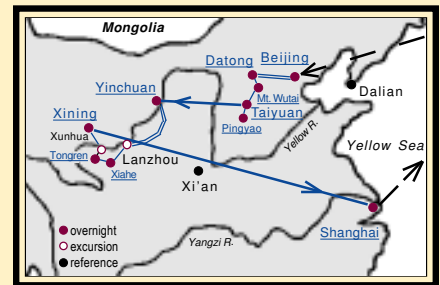 Mongolia
Datong
Beijing
Yinchuan
Mt. Wutai
Dalian
Taiyuan
Xining
Pingyao
Yellow R.
Xunhua
Yellow Sea
Tongren
Lanzhou
Xiahe
Xi'an
overnight
excursion
reference
Yangzi R.
Shanghai